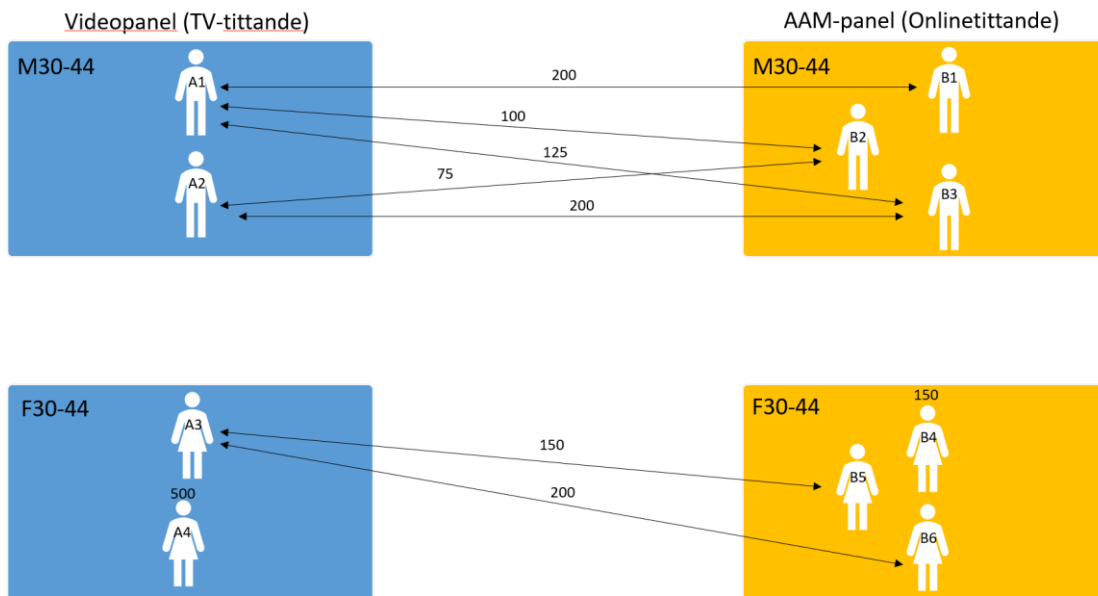 Videopanel (TV-tittande)
AAM-panel (Onlinetittande)
M30-44
A1
A2
200
100
125
75
200
M30-44
B1
B2
B3
F30-44
A3
500
A4
150
200
F30-44
150
B4
B5
B6